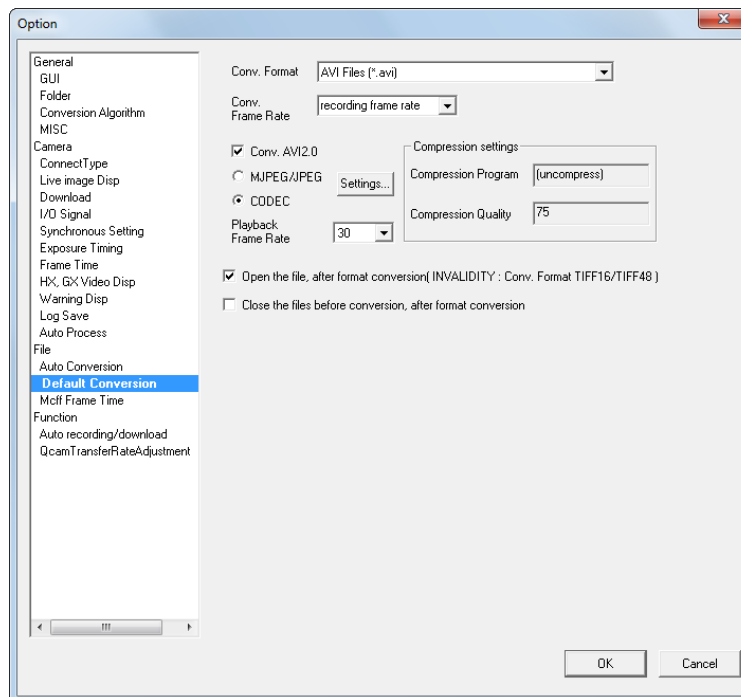 Option
General
GUI
Folder
Conversion Algorithm
MISC
Camera
ConnectType
Live image Disp
Download
I/O Signal
Synchronous Setting
Exposure Timing
Frame Time
HX, GX Video Disp
Warning Disp
Log Save
Auto Process
File
Auto Conversion
Default Conversion
Mcff Frame Time
Function
Auto recording/download
QcamTransferRateAdjustment
Conv. Format AVI Files (*.avi)
Conv.
Frame Rate recording frame rate
Conv. AVI2.0
MJPEG/JPEG
Settings...
CODEC
Playback
Frame Rate 30
Compression settings
Compression Program (uncompress)
Compression Quality 75
Open the file, after format conversion( INVALIDITY : Conv. Format TIFF16/TIFF48 )
Close the files before conversion, after format conversion
OK Cancel